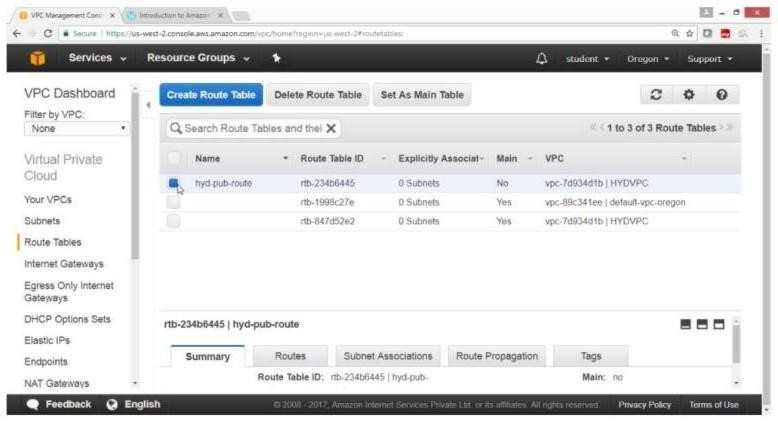 VPC Management Cons
Introduction to Amazon
Secure | https://us-west-2.console.aws.amazon.com/vpc/home?region=us-west-2#routetables:
Services Resource Groups student Oregon Support
VPC Dashboard
Filter by VPC:
None
Virtual Private
Cloud
Your VPCs
Subnets
Route Tables
Internet Gateways
Egress Only Internet
Gateways
DHCP Options Sets
Elastic IPs
Endpoints
NAT Gateways
Create Route Table Delete Route Table Set As Main Table
Search Route Tables and thei X 1 to 3 of 3 Route Tables
Name Route Table ID Explicitly Associat Main VPC
hyd-pub-route rtb-234b6445 0 Subnets No vpc-7d934d1b | HYDVPC
rtb-1998c27e 0 Subnets Yes vpc-89c341ee | default-vpc-oregon
rtb-847d52e2 0 Subnets Yes vpc-7d934d1b | HYDVPC
rtb-234b6445 | hyd-pub-route
Summary Routes Subnet Associations Route Propagation Tags
Route Table ID: rtb-234b6445 | hyd-pub- Main: no
Feedback English © 2008 - 2017, Amazon Internet Services Private Ltd. or its affiliates. All rights reserved. Privacy Policy Terms of Use